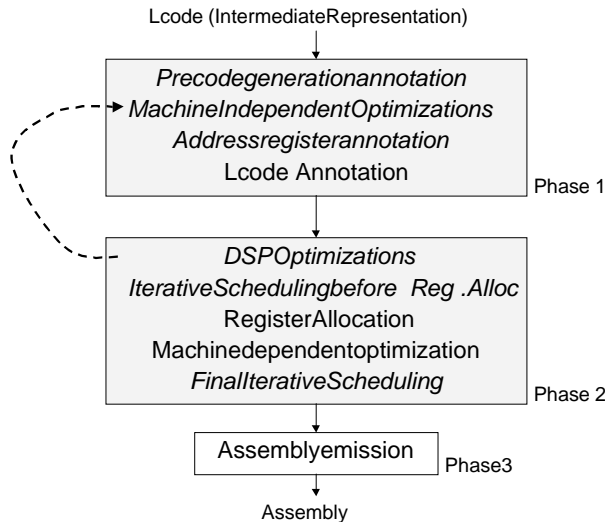 Lcode (IntermediateRepresentation)
Precodegenerationannotation
MachineIndependentOptimizations
Addressregisterannotation
Lcode Annotation
Phase 1
DSPOptimizations
IterativeSchedulingbefore Reg .Alloc
RegisterAllocation
Machinedependentoptimization
FinalIterativeScheduling
Phase 2
Assemblyemission
Phase3
Assembly